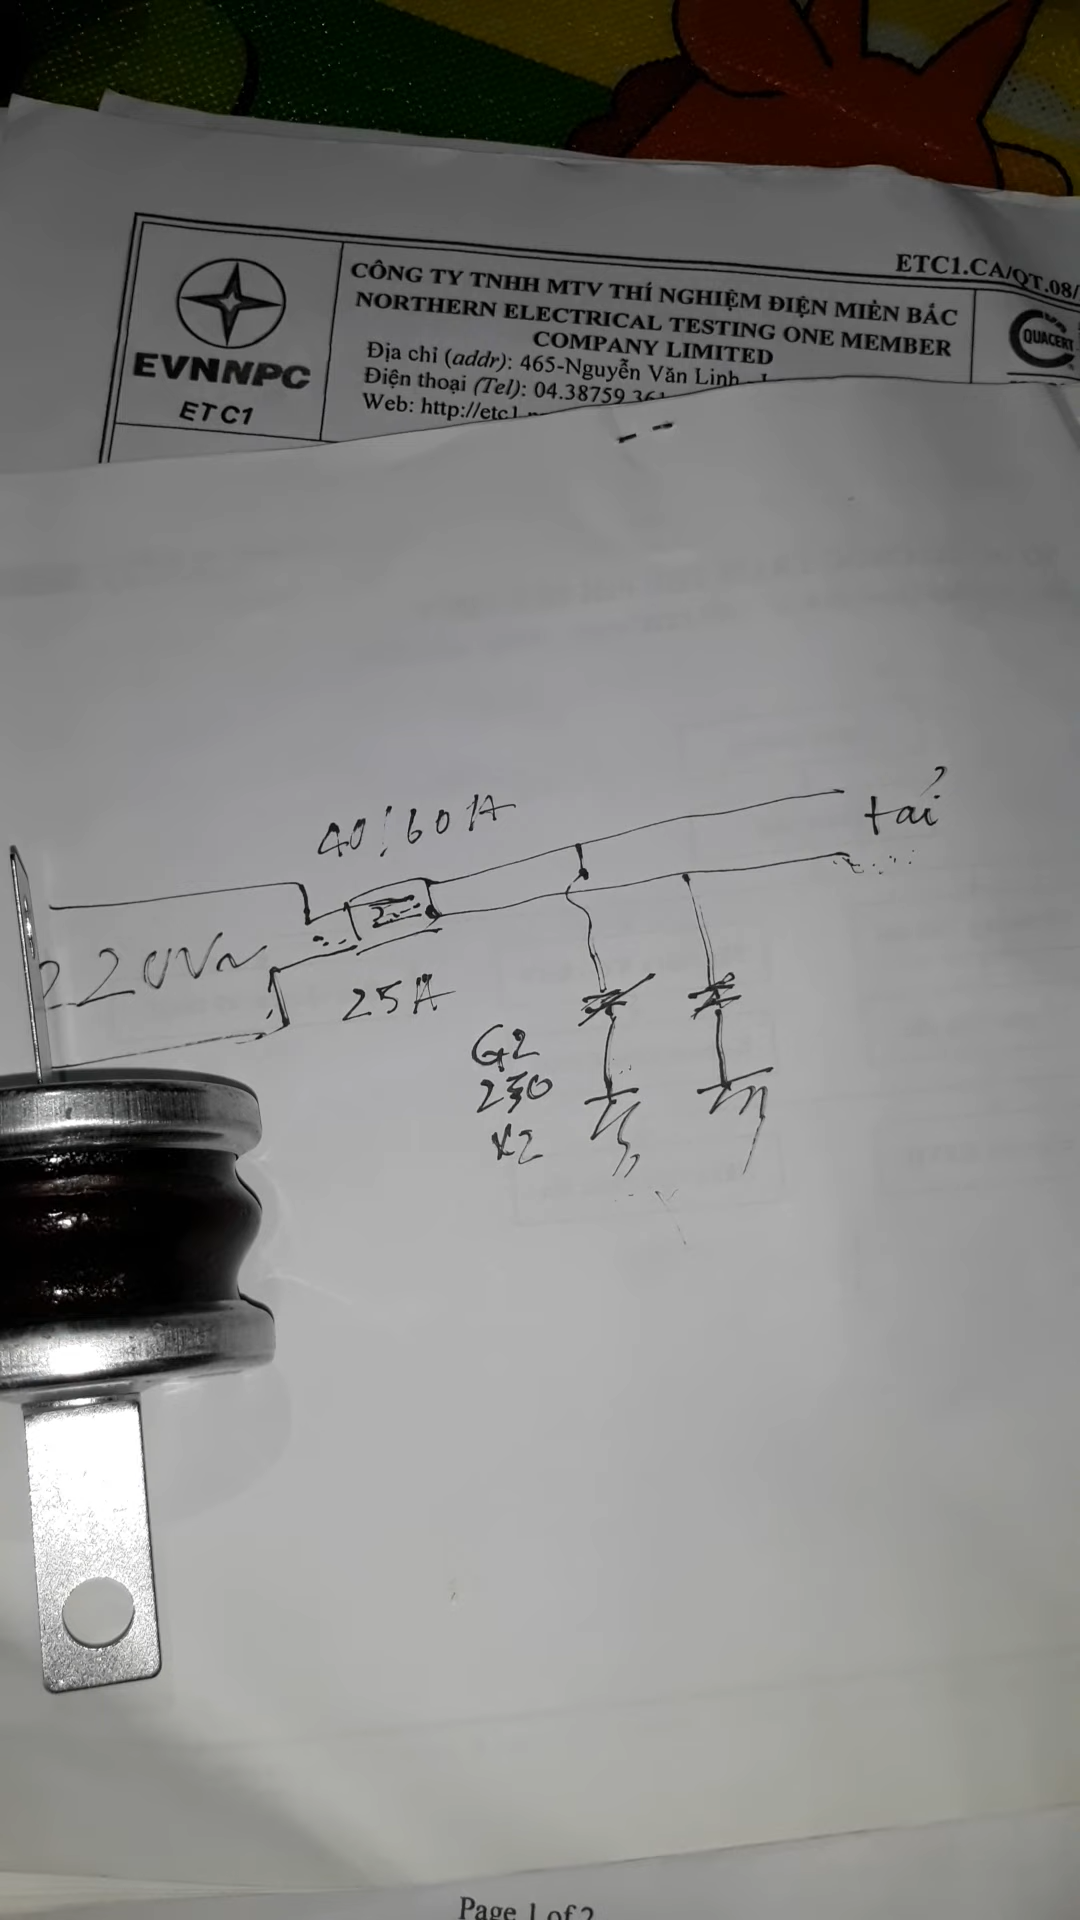 ETC1.CA/QT.08/
EVNNPC
ETC1
CÔNG TY TNHH MTV THÍ NGHIỆM ĐIỆN MIỀN BẮC
NORTHERN ELECTRICAL TESTING ONE MEMBER
COMPANY LIMITED
Địa chỉ (addr): 465-Nguyễn Văn Linh
Điện thoại (Tel): 04.38759
Web: http://etc1
QUACERT
40/60A
tải
220V~
25A
G2
230
x2
Page 1 of 2